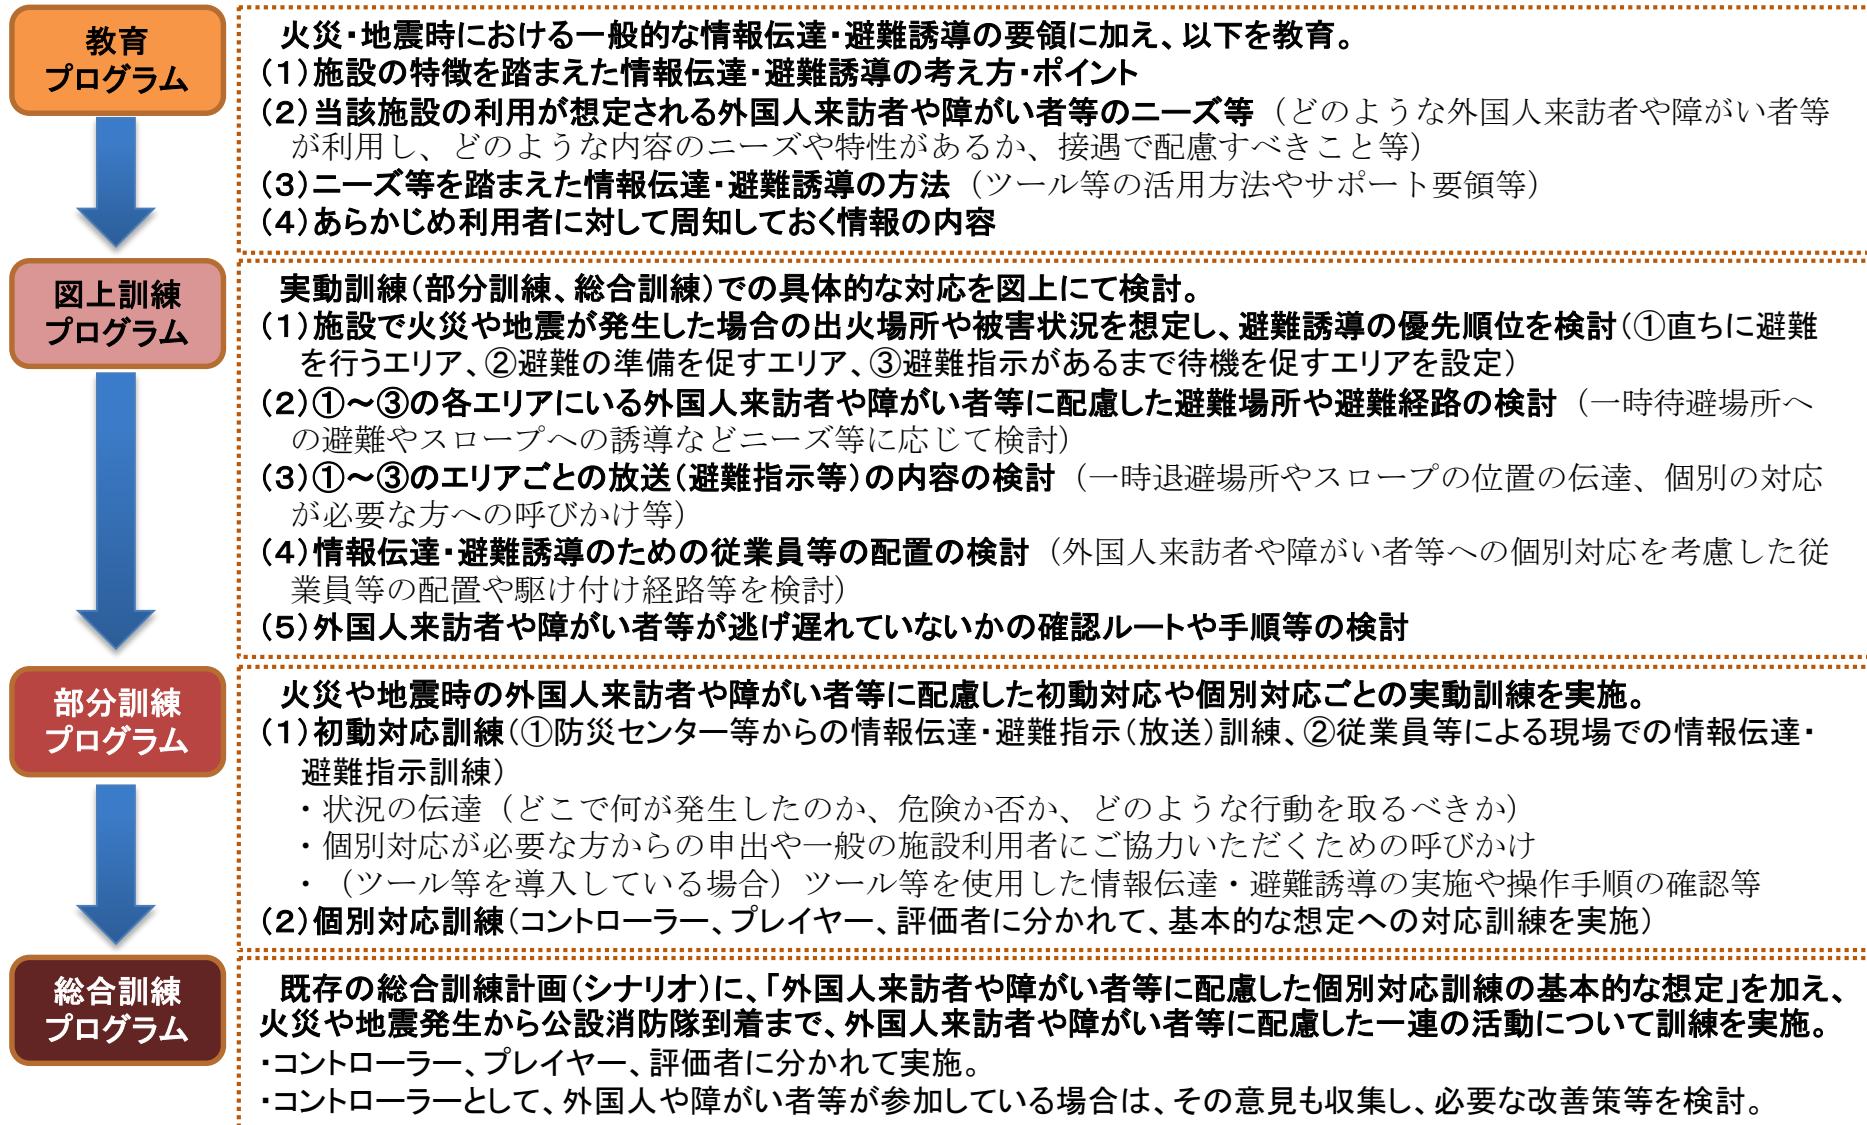 教育
プログラム
火災・地震時における一般的な情報伝達・避難誘導の要領に加え、以下を教育。
（１）施設の特徴を踏まえた情報伝達・避難誘導の考え方・ポイント
（２）当該施設の利用が想定される外国人来訪者や障がい者等のニーズ等（どのような外国人来訪者や障がい者等
が利用し、どのような内容のニーズや特性があるか、接遇で配慮すべきこと等）
（３）ニーズ等を踏まえた情報伝達・避難誘導の方法（ツール等の活用方法やサポート要領等）
（４）あらかじめ利用者に対して周知しておく情報の内容
図上訓練
プログラム
実動訓練（部分訓練、総合訓練）での具体的な対応を図上にて検討。
（１）施設で火災や地震が発生した場合の出火場所や被害状況を想定し、避難誘導の優先順位を検討（①直ちに避難
を行うエリア、②避難の準備を促すエリア、③避難指示があるまで待機を促すエリアを設定）
（２）①～③の各エリアにいる外国人来訪者や障がい者等に配慮した避難場所や避難経路の検討（一時待避場所へ
の避難やスロープへの誘導などニーズ等に応じて検討）
（３）①～③のエリアごとの放送（避難指示等）の内容の検討（一時退避場所やスロープの位置の伝達、個別の対応
が必要な方への呼びかけ等）
（４）情報伝達・避難誘導のための従業員等の配置の検討（外国人来訪者や障がい者等への個別対応を考慮した従
業員等の配置や駆け付け経路等を検討）
（５）外国人来訪者や障がい者等が逃げ遅れていないかの確認ルートや手順等の検討
部分訓練
プログラム
火災や地震時の外国人来訪者や障がい者等に配慮した初動対応や個別対応ごとの実動訓練を実施。
（１）初動対応訓練（①防災センター等からの情報伝達・避難指示（放送）訓練、②従業員等による現場での情報伝達・
避難指示訓練）
・状況の伝達（どこで何が発生したのか、危険か否か、どのような行動を取るべきか）
・個別対応が必要な方からの申出や一般の施設利用者にご協力いただくための呼びかけ
・（ツール等を導入している場合）ツール等を使用した情報伝達・避難誘導の実施や操作手順の確認等
（２）個別対応訓練（コントローラー、プレイヤー、評価者に分かれて、基本的な想定への対応訓練を実施）
総合訓練
プログラム
既存の総合訓練計画（シナリオ）に、「外国人来訪者や障がい者等に配慮した個別対応訓練の基本的な想定」を加え、
火災や地震発生から公設消防隊到着まで、外国人来訪者や障がい者等に配慮した一連の活動について訓練を実施。
・コントローラー、プレイヤー、評価者に分かれて実施。
・コントローラーとして、外国人や障がい者等が参加している場合は、その意見も収集し、必要な改善策等を検討。